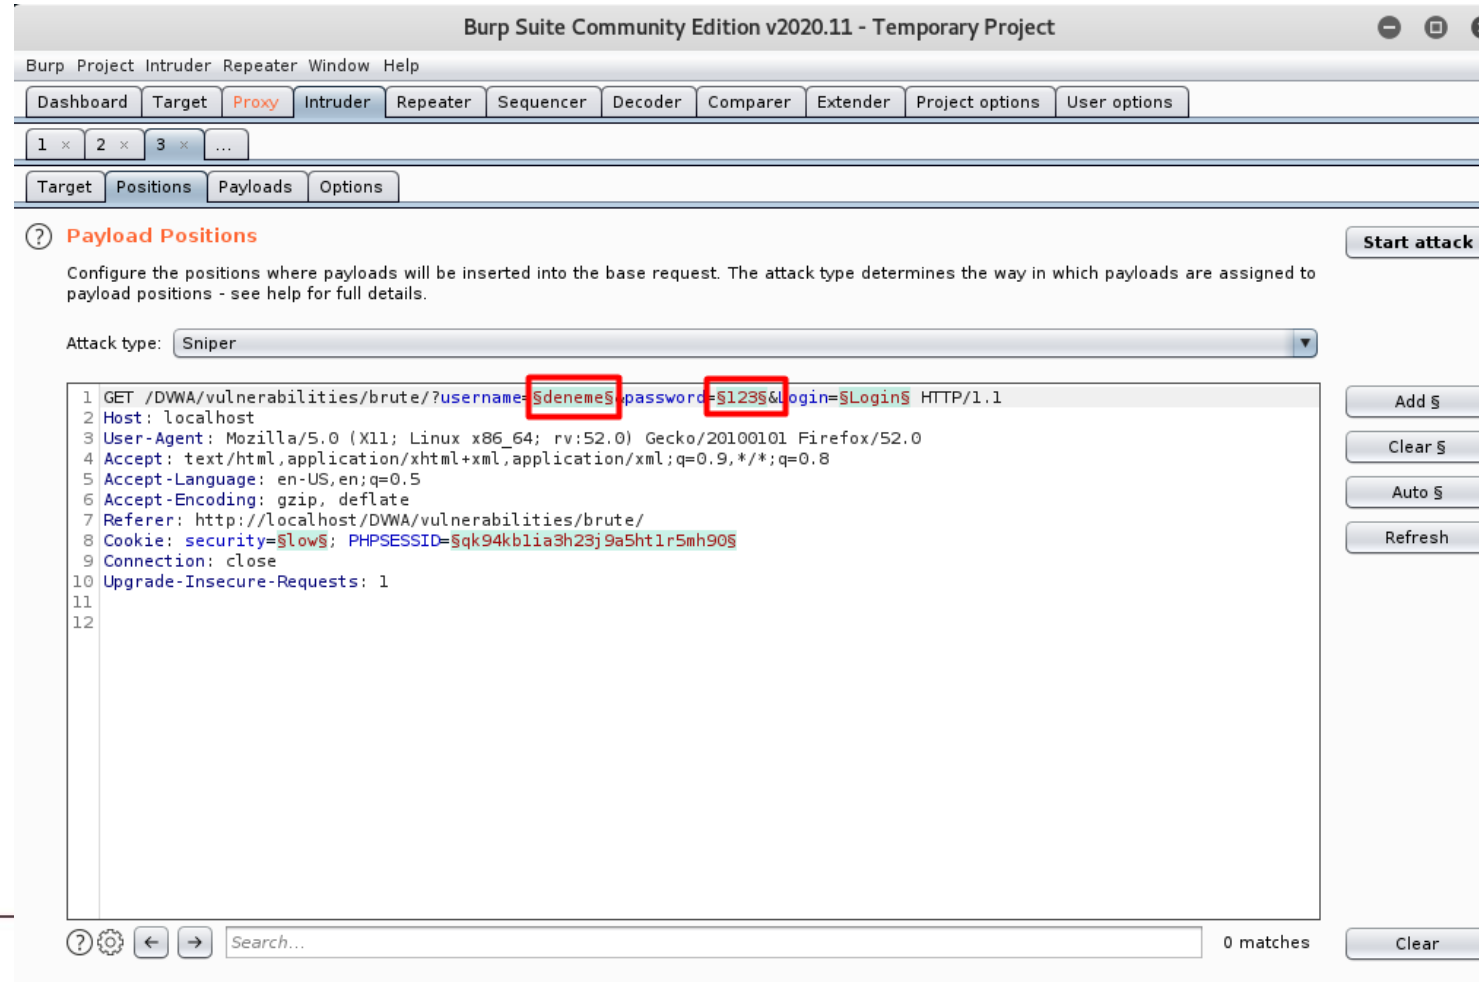 Burp Suite Community Edition v2020.11 - Temporary Project
Burp Project Intruder Repeater Window Help
Dashboard Target Proxy Intruder Repeater Sequencer Decoder Comparer Extender Project options User options
1 × 2 × 3 × ...
Target Positions Payloads Options
? Payload Positions
Start attack
Configure the positions where payloads will be inserted into the base request. The attack type determines the way in which payloads are assigned to
payload positions - see help for full details.
Attack type: Sniper
1 GET /DVWA/vulnerabilities/brute/?username=§deneme§&password=§123§&Login=§Login§ HTTP/1.1
2 Host: localhost
3 User-Agent: Mozilla/5.0 (X11; Linux x86_64; rv:52.0) Gecko/20100101 Firefox/52.0
4 Accept: text/html,application/xhtml+xml,application/xml;q=0.9,*/*;q=0.8
5 Accept-Language: en-US,en;q=0.5
6 Accept-Encoding: gzip, deflate
7 Referer: http://localhost/DVWA/vulnerabilities/brute/
8 Cookie: security=§low§; PHPSESSID=§qk94kb1ia3h23j9a5ht1r5mh90§
9 Connection: close
10 Upgrade-Insecure-Requests: 1
11
12
Add §
Clear §
Auto §
Refresh
? Search... 0 matches Clear